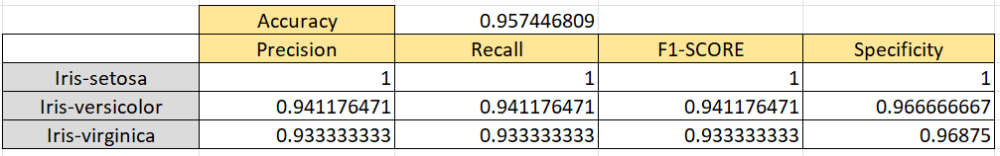 Accuracy 0.957446809
Precision Recall F1-SCORE Specificity
Iris-setosa 1 1 1 1
Iris-versicolor 0.941176471 0.941176471 0.941176471 0.966666667
Iris-virginica 0.933333333 0.933333333 0.933333333 0.96875